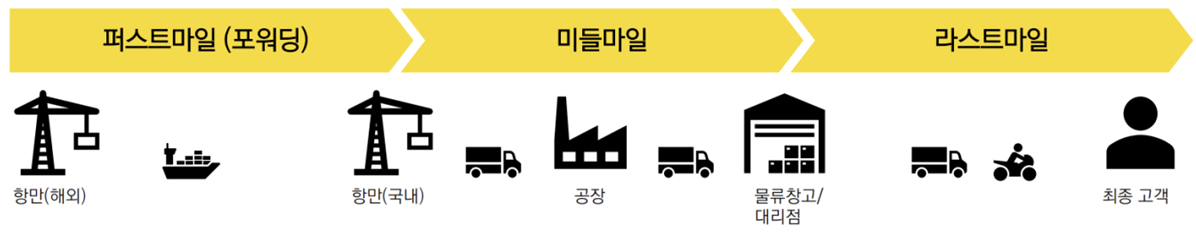 퍼스트마일 (포워딩)
미들마일
라스트마일
항만(해외)
항만(국내)
공장
물류창고/
대리점
최종 고객